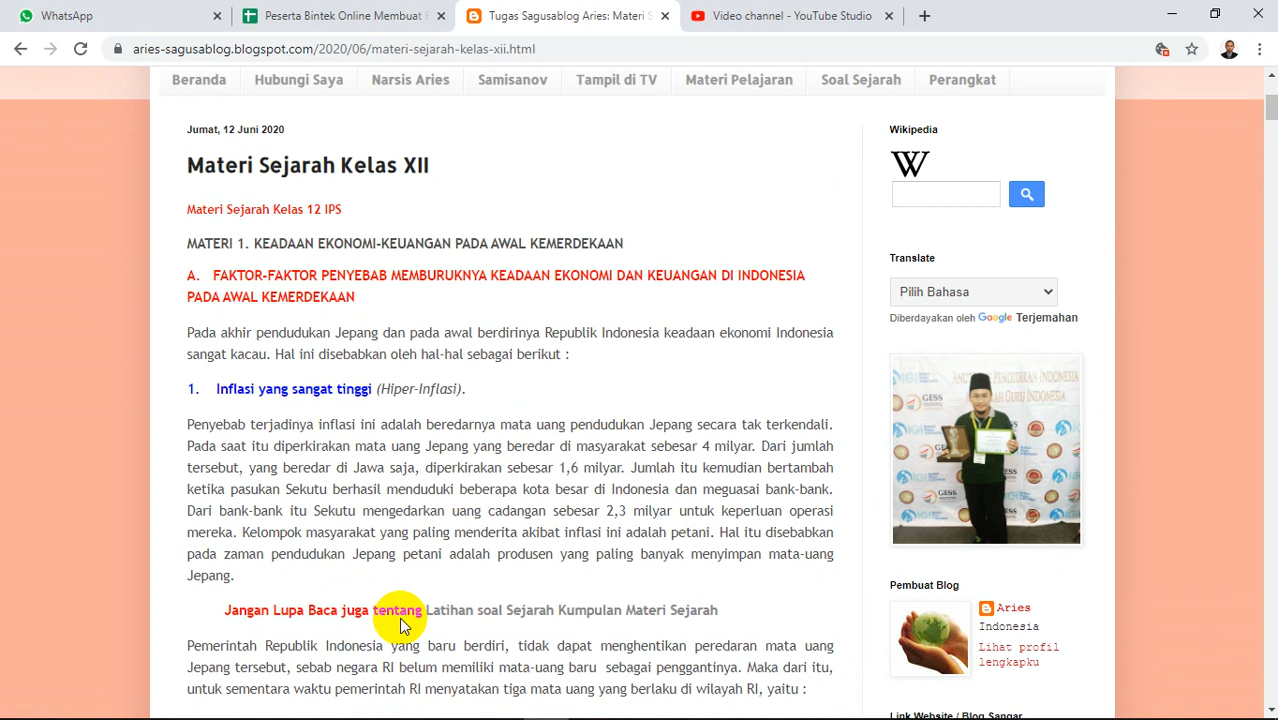 WhatsApp
Peserta Bintek Online Membuat B
Tugas Sagusablog Aries: Materi S
Video channel - YouTube Studio
aries-sagusablog.blogspot.com/2020/06/materi-sejarah-kelas-xii.html
Beranda Hubungi Saya Narsis Aries Samisanov Tampil di TV Materi Pelajaran Soal Sejarah Perangkat
Jumat, 12 Juni 2020
Materi Sejarah Kelas XII
Materi Sejarah Kelas 12 IPS
MATERI 1. KEADAAN EKONOMI-KEUANGAN PADA AWAL KEMERDEKAAN
A. FAKTOR-FAKTOR PENYEBAB MEMBURUKNYA KEADAAN EKONOMI DAN KEUANGAN DI INDONESIA
PADA AWAL KEMERDEKAAN
Pada akhir pendudukan Jepang dan pada awal berdirinya Republik Indonesia keadaan ekonomi Indonesia
sangat kacau. Hal ini disebabkan oleh hal-hal sebagai berikut :
1. Inflasi yang sangat tinggi (Hiper-Inflasi).
Penyebab terjadinya inflasi ini adalah beredarnya mata uang pendudukan Jepang secara tak terkendali.
Pada saat itu diperkirakan mata uang Jepang yang beredar di masyarakat sebesar 4 milyar. Dari jumlah
tersebut, yang beredar di Jawa saja, diperkirakan sebesar 1,6 milyar. Jumlah itu kemudian bertambah
ketika pasukan Sekutu berhasil menduduki beberapa kota besar di Indonesia dan meguasai bank-bank.
Dari bank-bank itu Sekutu mengedarkan uang cadangan sebesar 2,3 milyar untuk keperluan operasi
mereka. Kelompok masyarakat yang paling menderita akibat inflasi ini adalah petani. Hal itu disebabkan
pada zaman pendudukan Jepang petani adalah produsen yang paling banyak menyimpan mata-uang
Jepang.
Jangan Lupa Baca juga tentang Latihan soal Sejarah Kumpulan Materi Sejarah
Pemerintah Republik Indonesia yang baru berdiri, tidak dapat menghentikan peredaran mata uang
Jepang tersebut, sebab negara RI belum memiliki mata-uang baru sebagai penggantinya. Maka dari itu,
untuk sementara waktu pemerintah RI menyatakan tiga mata uang yang berlaku di wilayah RI, yaitu :
Wikipedia
W
Translate
Pilih Bahasa
Diberdayakan oleh Google Terjemahan
GESS
Pembuat Blog
Aries
Indonesia
Lihat profil
lengkapku
Link Website / Blog Sangar